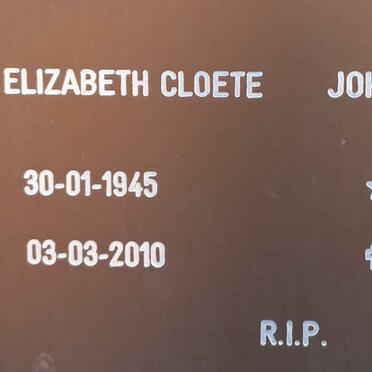 ELIZABETH CLOETE
30-01-1945
03-03-2010
R.I.P.